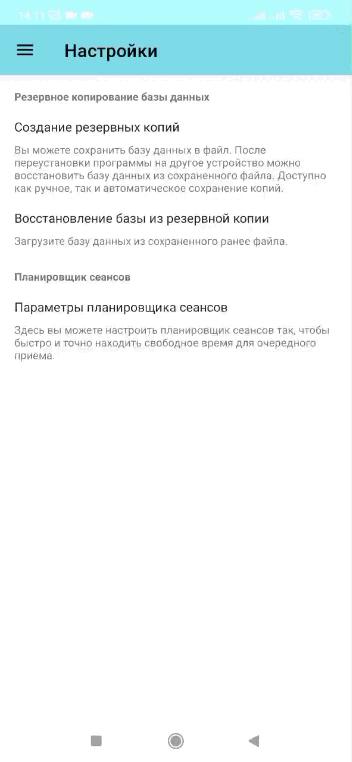 14:11
Настройки
Резервное копирование базы данных
Создание резервных копий
Вы можете сохранить базу данных в файл. После
переустановки программы на другое устройство можно
восстановить базу данных из сохраненного файла. Доступно
как ручное, так и автоматическое сохранение копий.
Восстановление базы из резервной копии
Загрузите базу данных из сохраненного ранее файла.
Планировщик сеансов
Параметры планировщика сеансов
Здесь вы можете настроить планировщик сеансов так, чтобы
быстро и точно находить свободное время для очередного
приема.